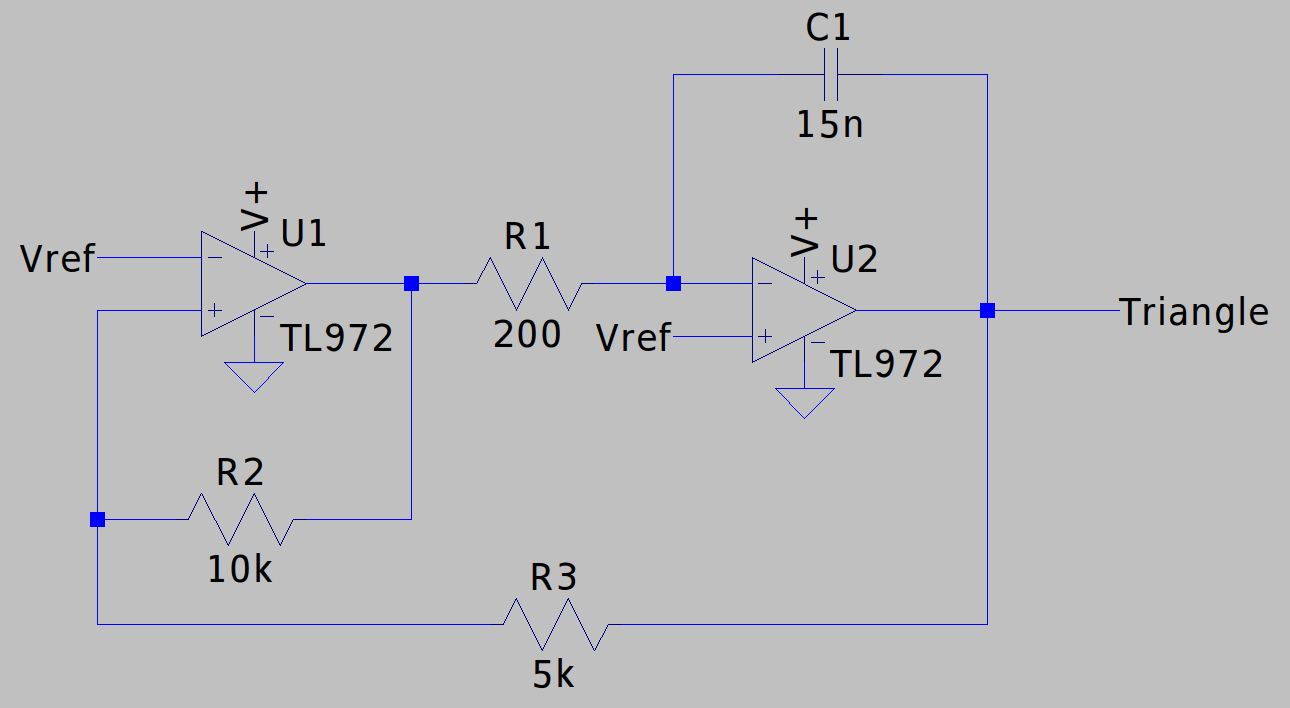 C1
15n
V+
U1
Vref
-
+
+
-
TL972
R1
200
V+
U2
Vref
-
+
+
-
TL972
Triangle
R2
10k
R3
5k